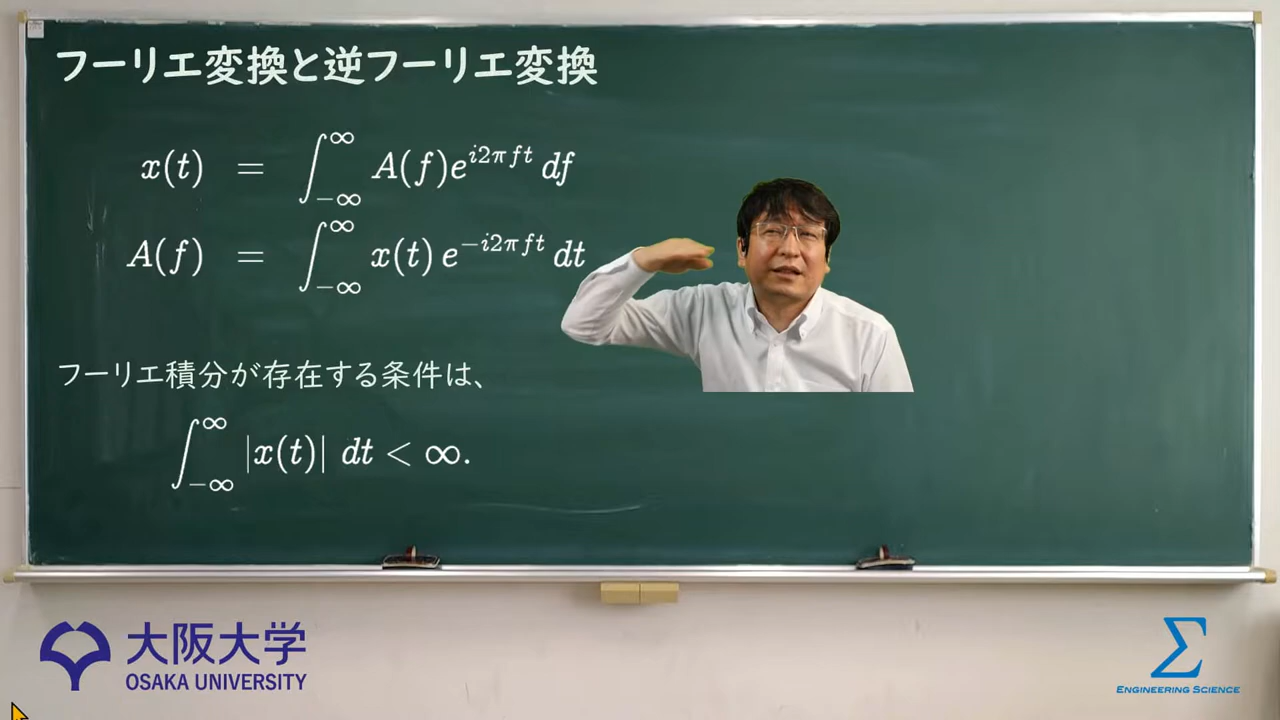 フーリエ変換と逆フーリエ変換
x(t) = ∫_{-∞}^{∞} A(f)e^{i2πft} df
A(f) = ∫_{-∞}^{∞} x(t) e^{-i2πft} dt
フーリエ積分が存在する条件は、
∫_{-∞}^{∞} |x(t)| dt < ∞.
大阪大学
OSAKA UNIVERSITY
Σ
ENGINEERING SCIENCE